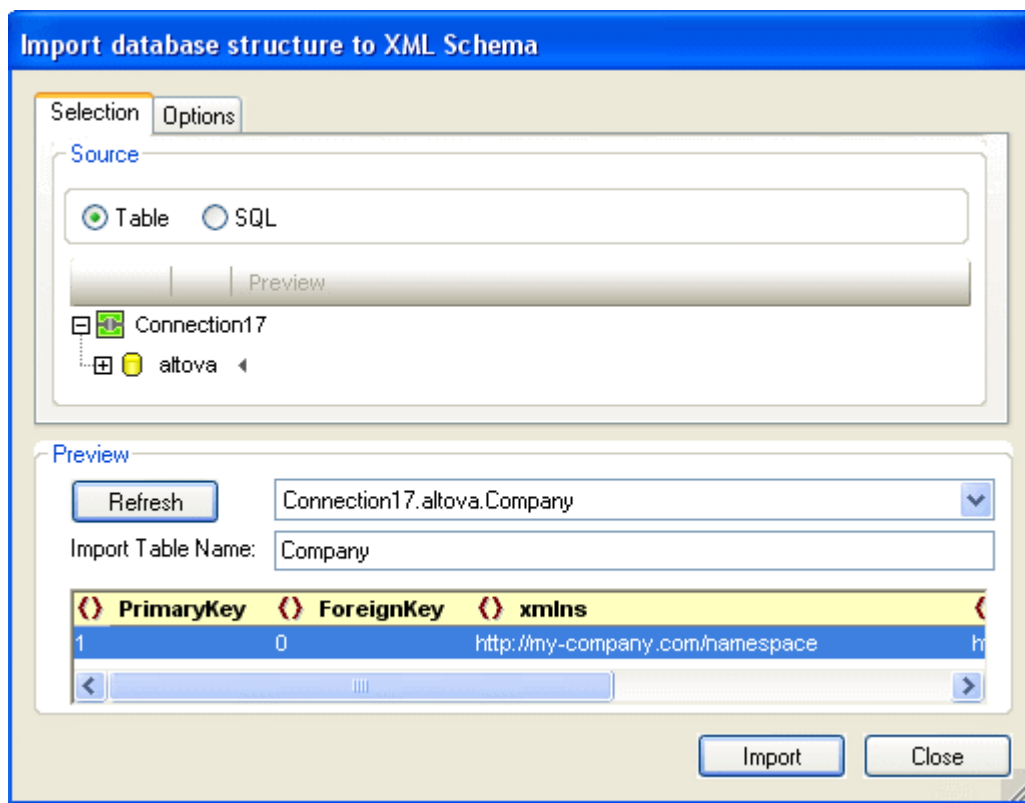 Import database structure to XML Schema
Selection Options
Source
Table SQL
Preview
Connection17
altova
Preview
Refresh Connection17.altova.Company
Import Table Name: Company
PrimaryKey ForeignKey xmlns
1 0 http://my-company.com/namespace
Import Close